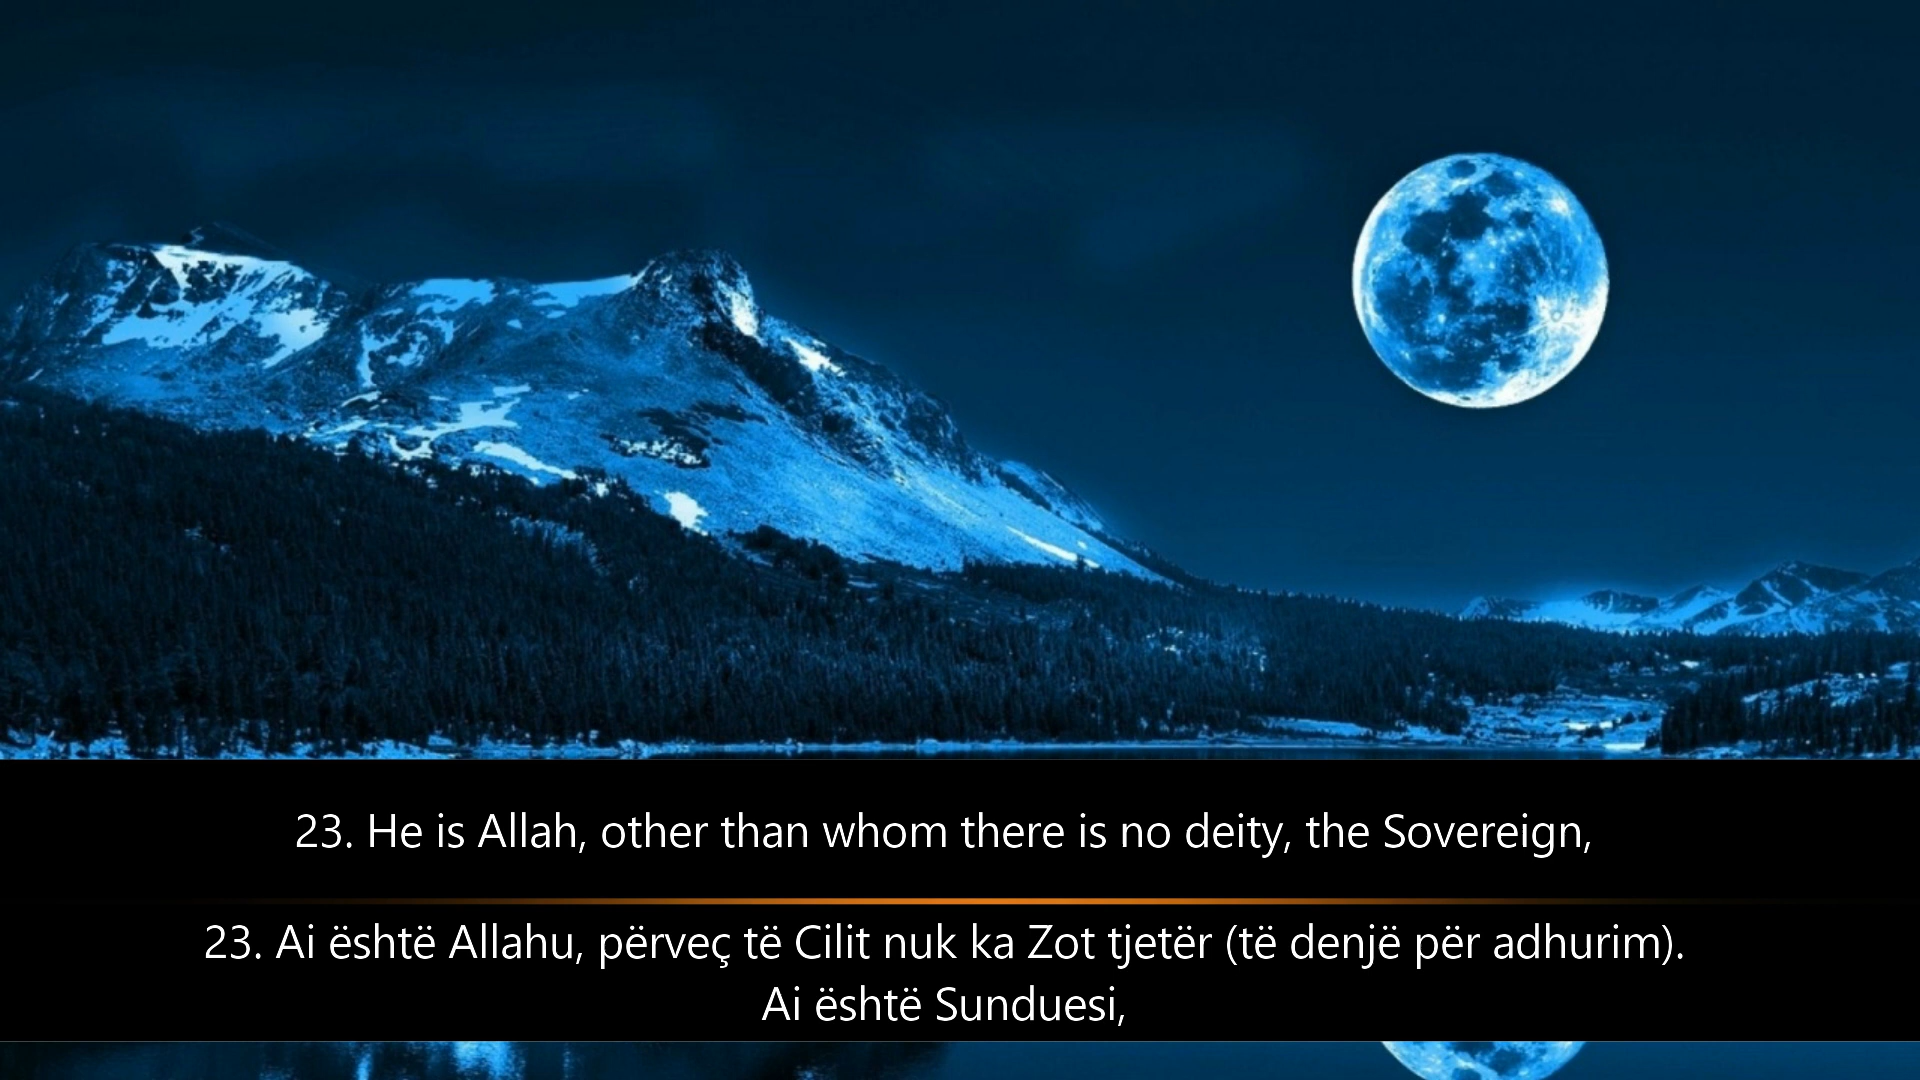 23. He is Allah, other than whom there is no deity, the Sovereign,
23. Ai është Allahu, përveç të Cilit nuk ka Zot tjetër (të denjë për adhurim).
Ai është Sunduesi,